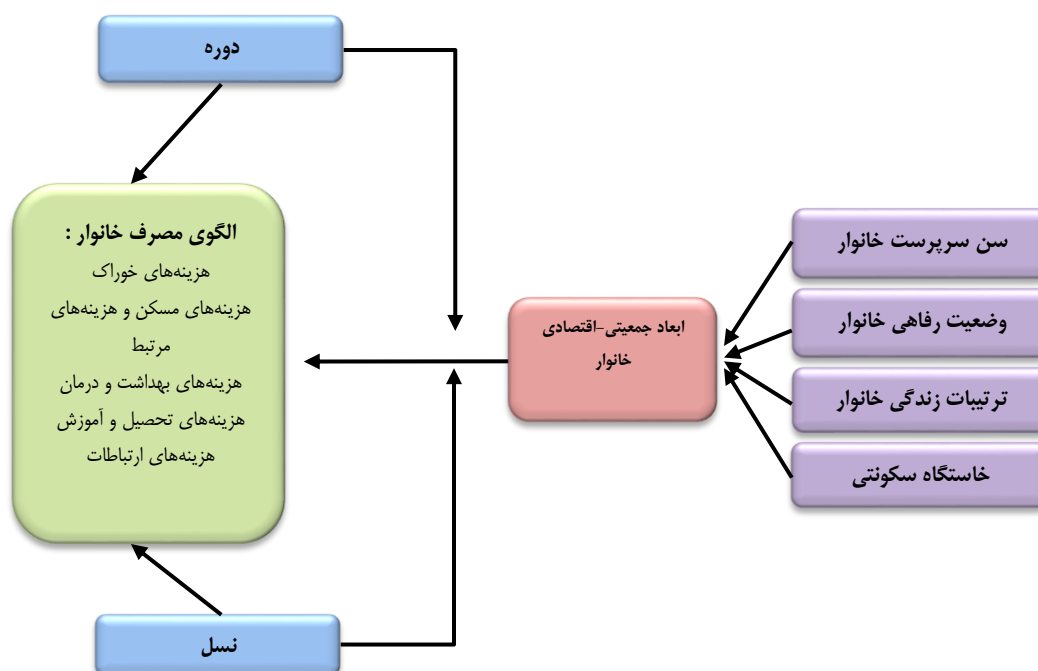 دوره
الگوی مصرف خانوار :
هزینه‌های خوراک
هزینه‌های مسکن و هزینه‌های
مرتبط
هزینه‌های بهداشت و درمان
هزینه‌های تحصیل و آموزش
هزینه‌های ارتباطات
ابعاد جمعیتی-اقتصادی
خانوار
سن سرپرست خانوار
وضعیت رفاهی خانوار
ترتیبات زندگی خانوار
خاستگاه سکونتی
نسل